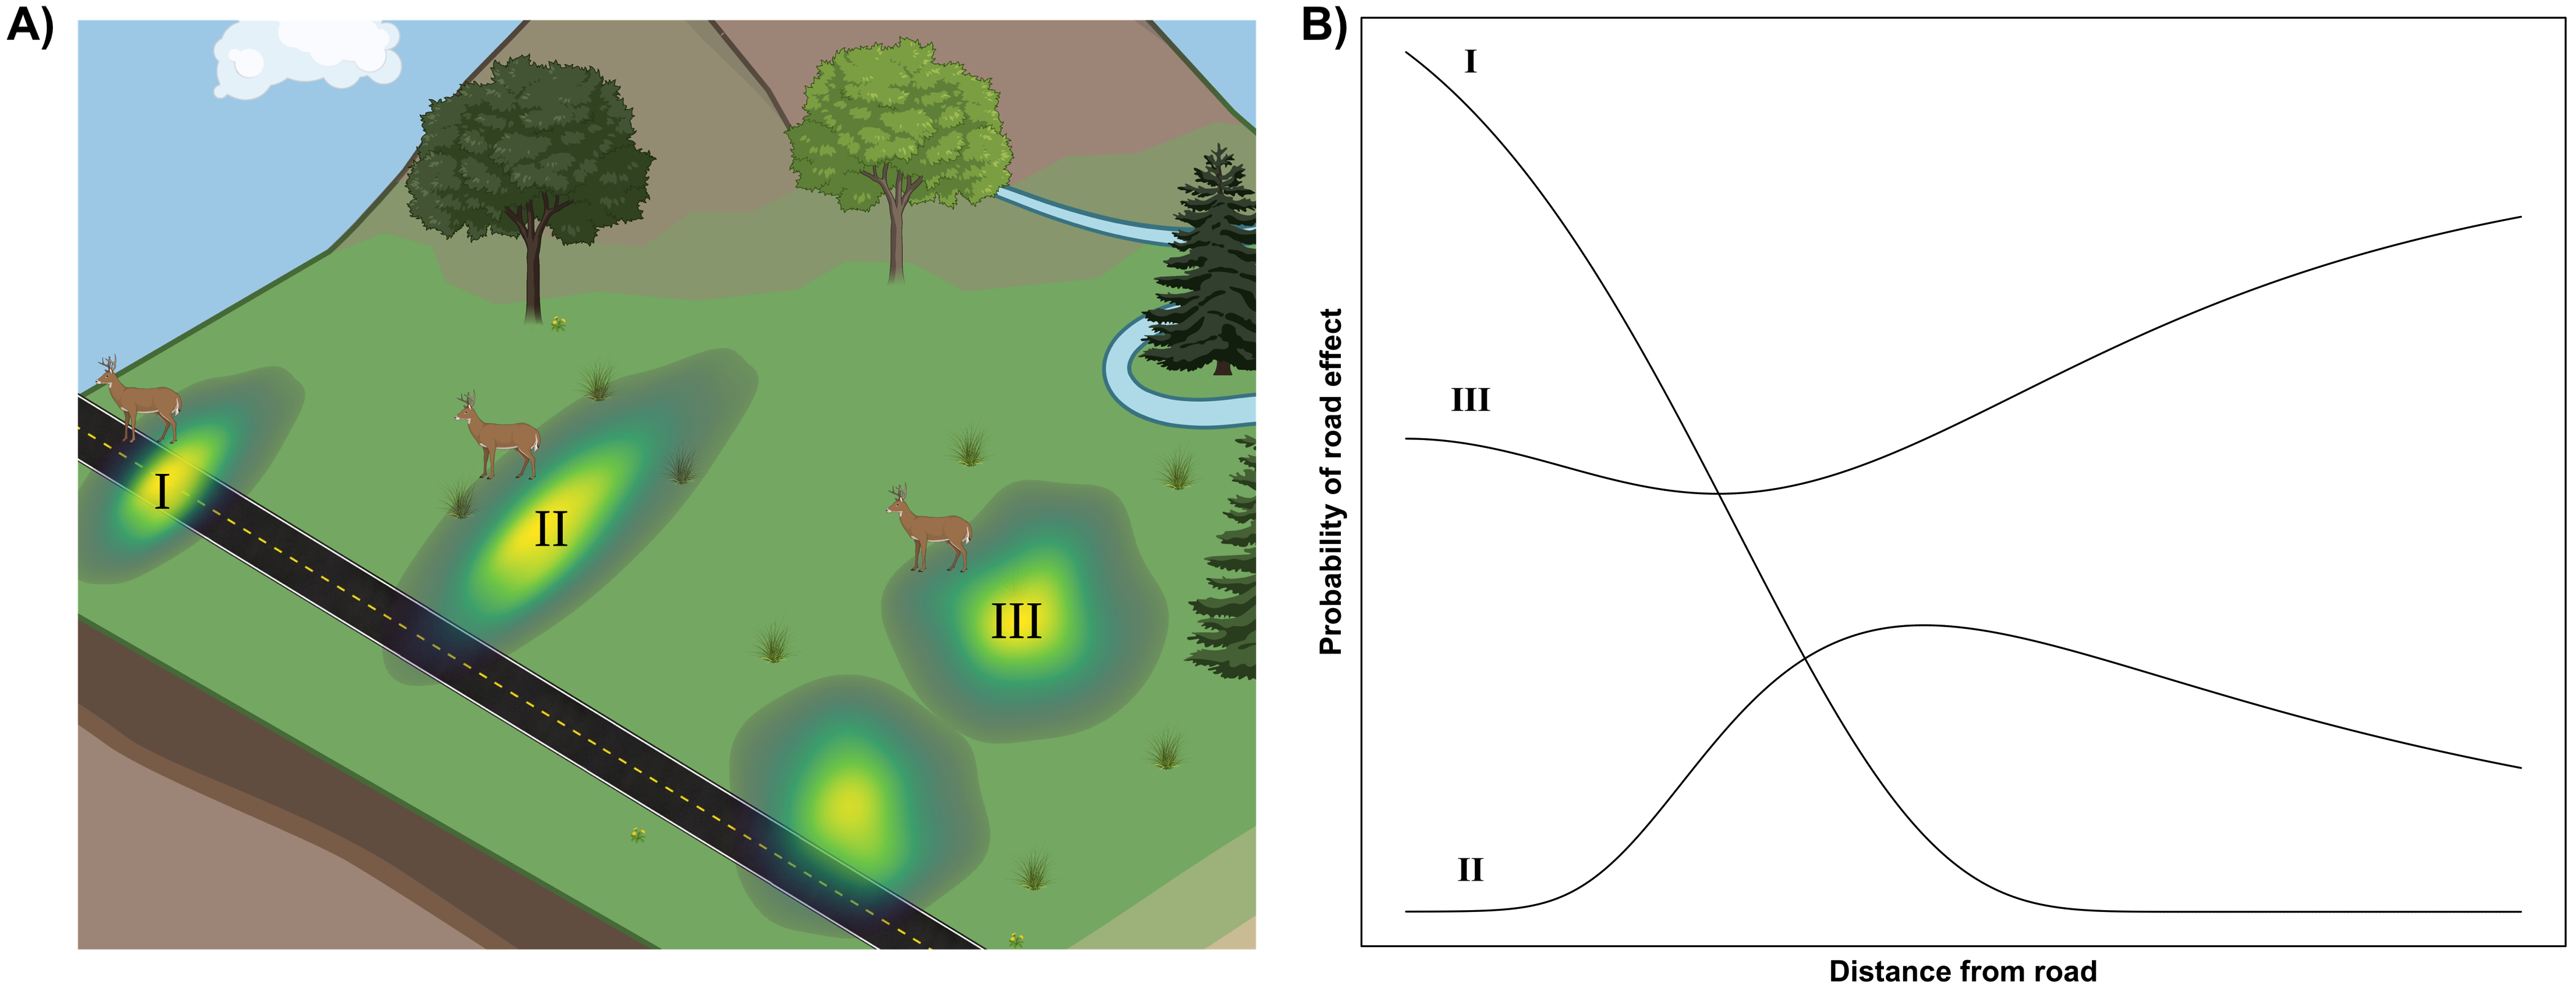 A)
I
II
III
B)
I
III
II
Probability of road effect
Distance from road